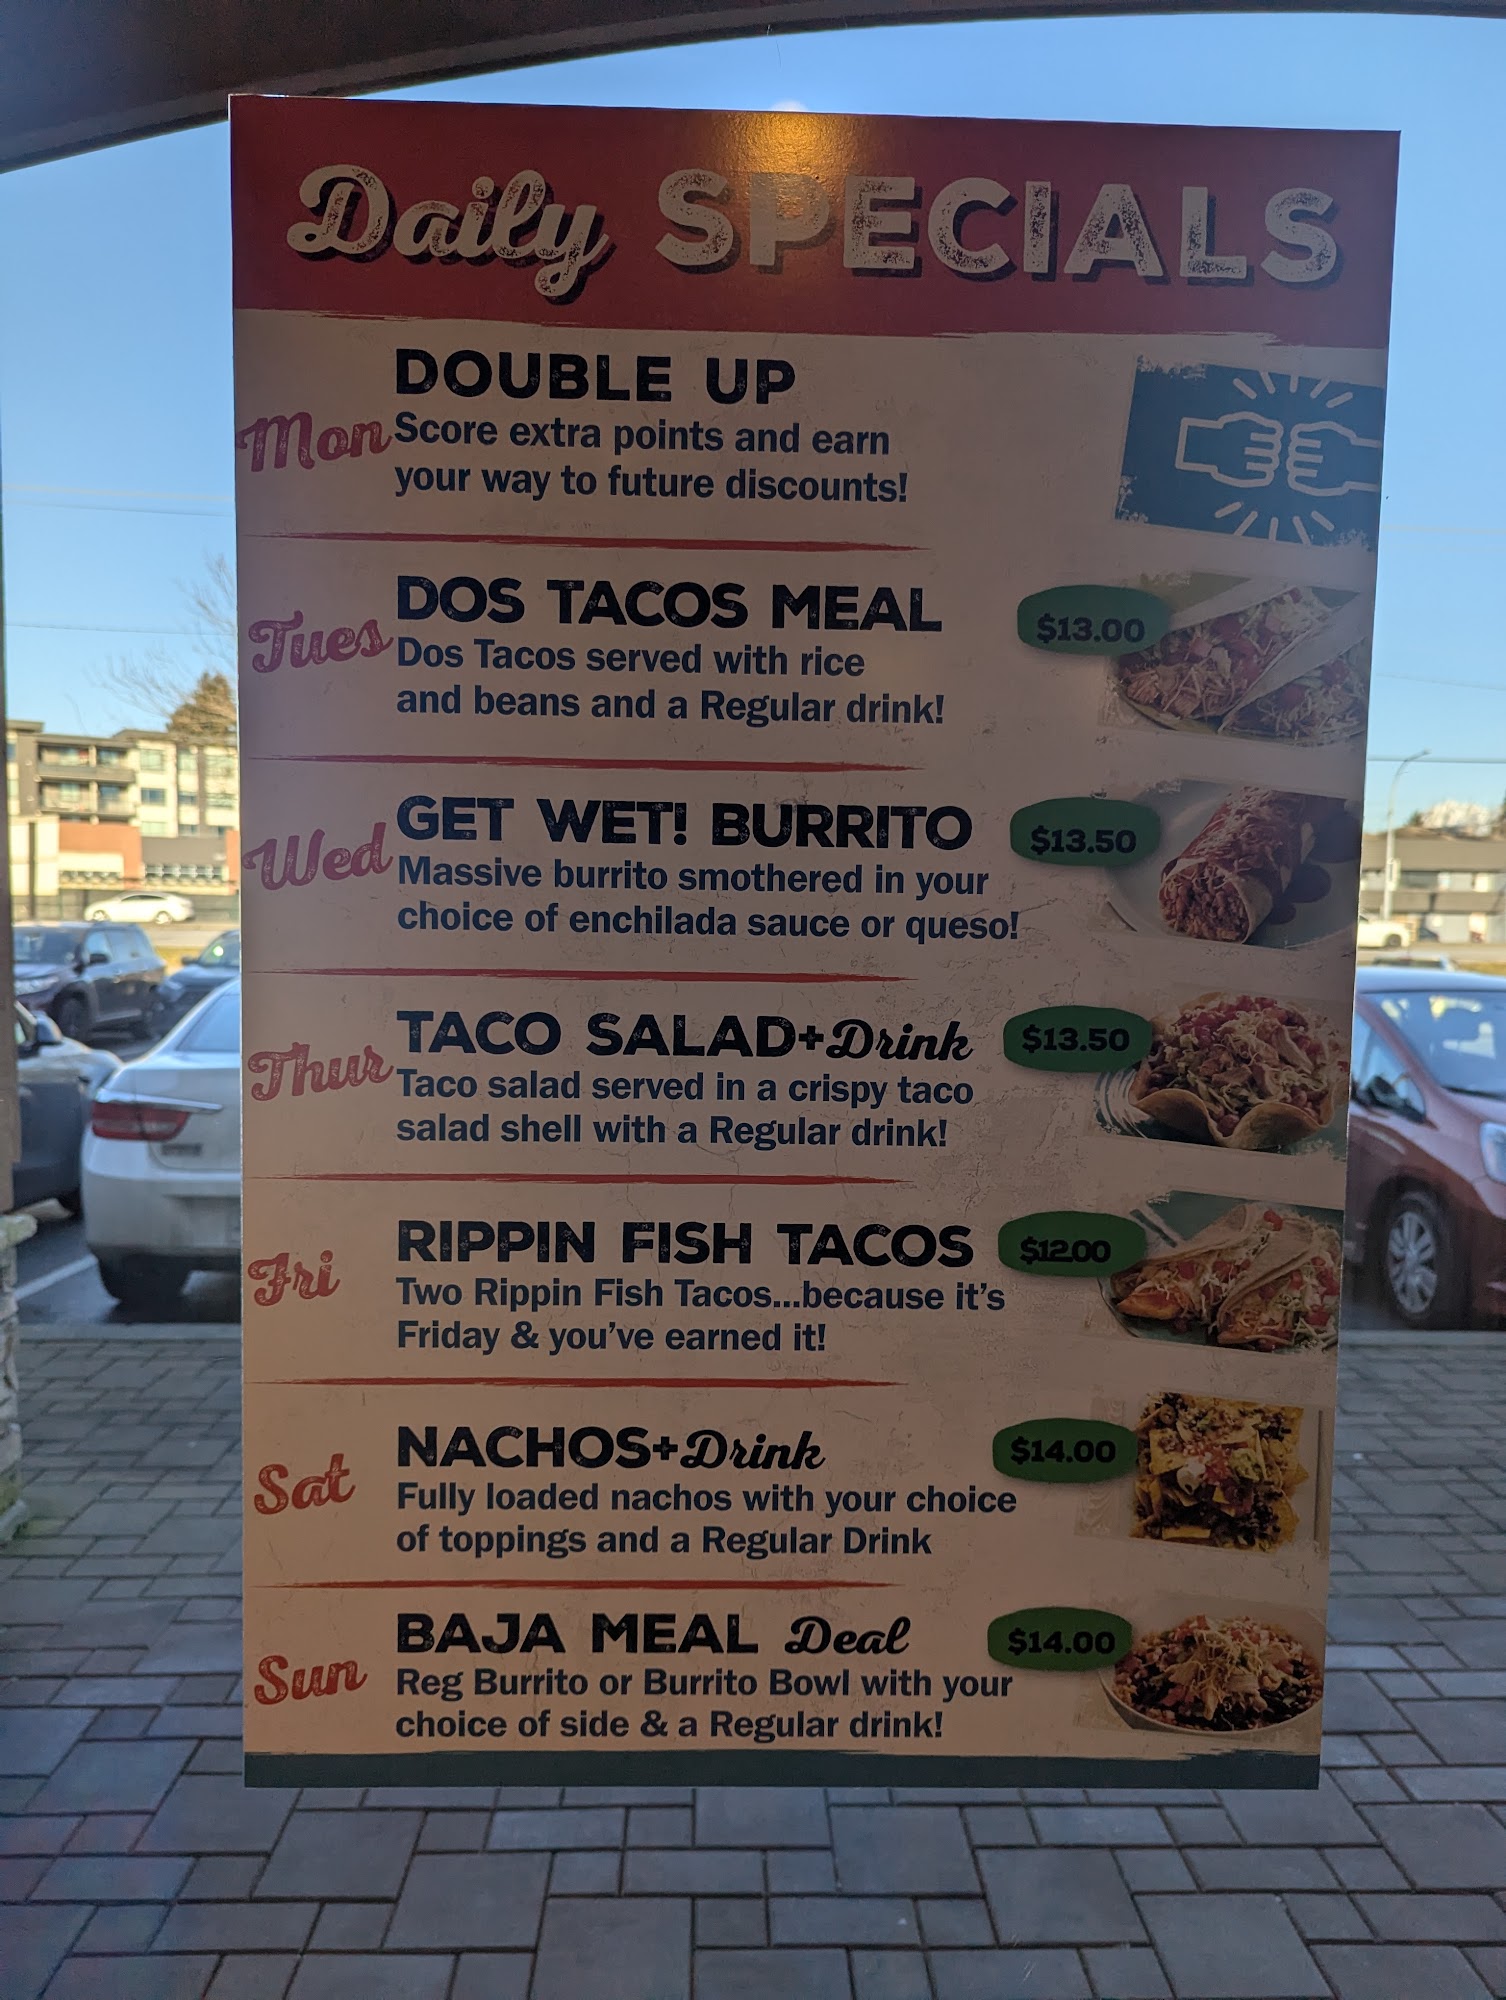 Daily SPECIALS
Mon
DOUBLE UP
Score extra points and earn
your way to future discounts!
Tues
DOS TACOS MEAL
$13.00
Dos Tacos served with rice
and beans and a Regular drink!
Wed
GET WET! BURRITO
$13.50
Massive burrito smothered in your
choice of enchilada sauce or queso!
Thur
TACO SALAD+Drink
$13.50
Taco salad served in a crispy taco
salad shell with a Regular drink!
Fri
RIPPIN FISH TACOS
$12.00
Two Rippin Fish Tacos...because it's
Friday & you've earned it!
Sat
NACHOS+Drink
$14.00
Fully loaded nachos with your choice
of toppings and a Regular Drink
Sun
BAJA MEAL Deal
$14.00
Reg Burrito or Burrito Bowl with your
choice of side & a Regular drink!